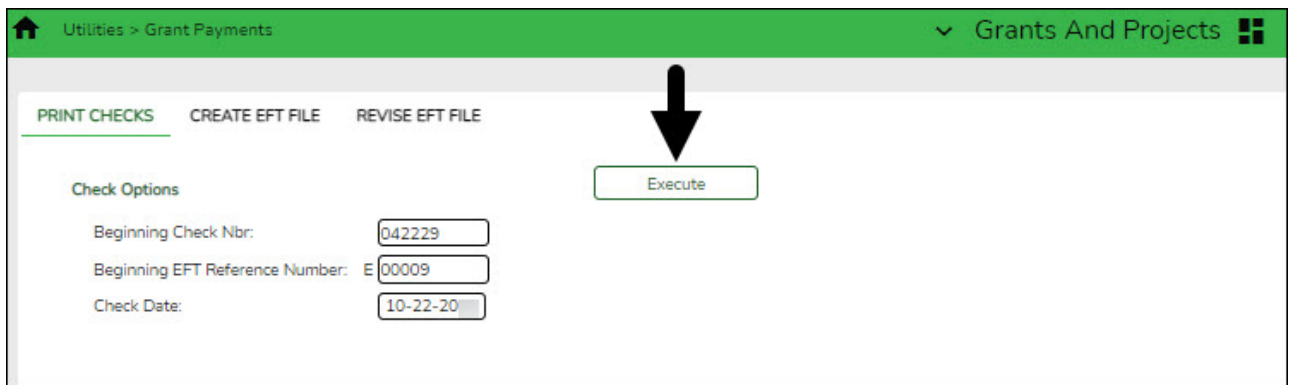 Utilities > Grant Payments
Grants And Projects
PRINT CHECKS CREATE EFT FILE REVISE EFT FILE
Check Options
Execute
Beginning Check Nbr: 042229
Beginning EFT Reference Number: E 00009
Check Date: 10-22-20